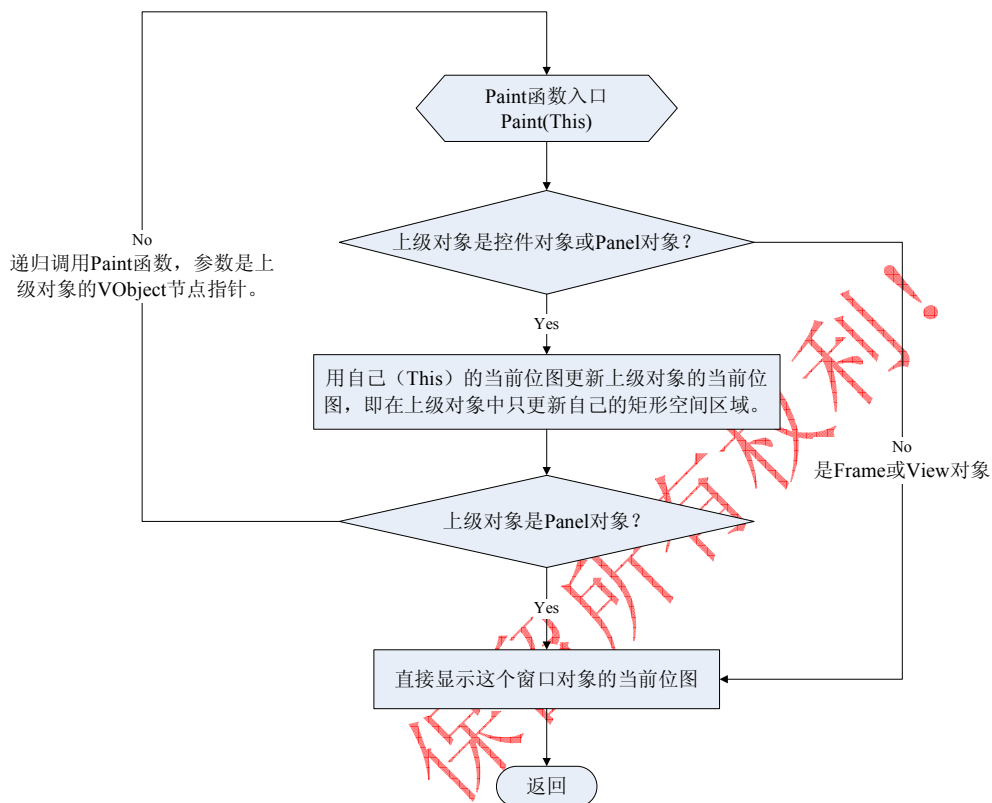 Paint函数入口
Paint(This)
上级对象是控件对象或Panel对象？
No
递归调用Paint函数，参数是上
级对象的VObject节点指针。
Yes
用自己（This）的当前位图更新上级对象的当前位
图，即在上级对象中只更新自己的矩形空间区域。
No
是Frame或View对象
上级对象是Panel对象？
Yes
直接显示这个窗口对象的当前位图
返回
保留所有权利！